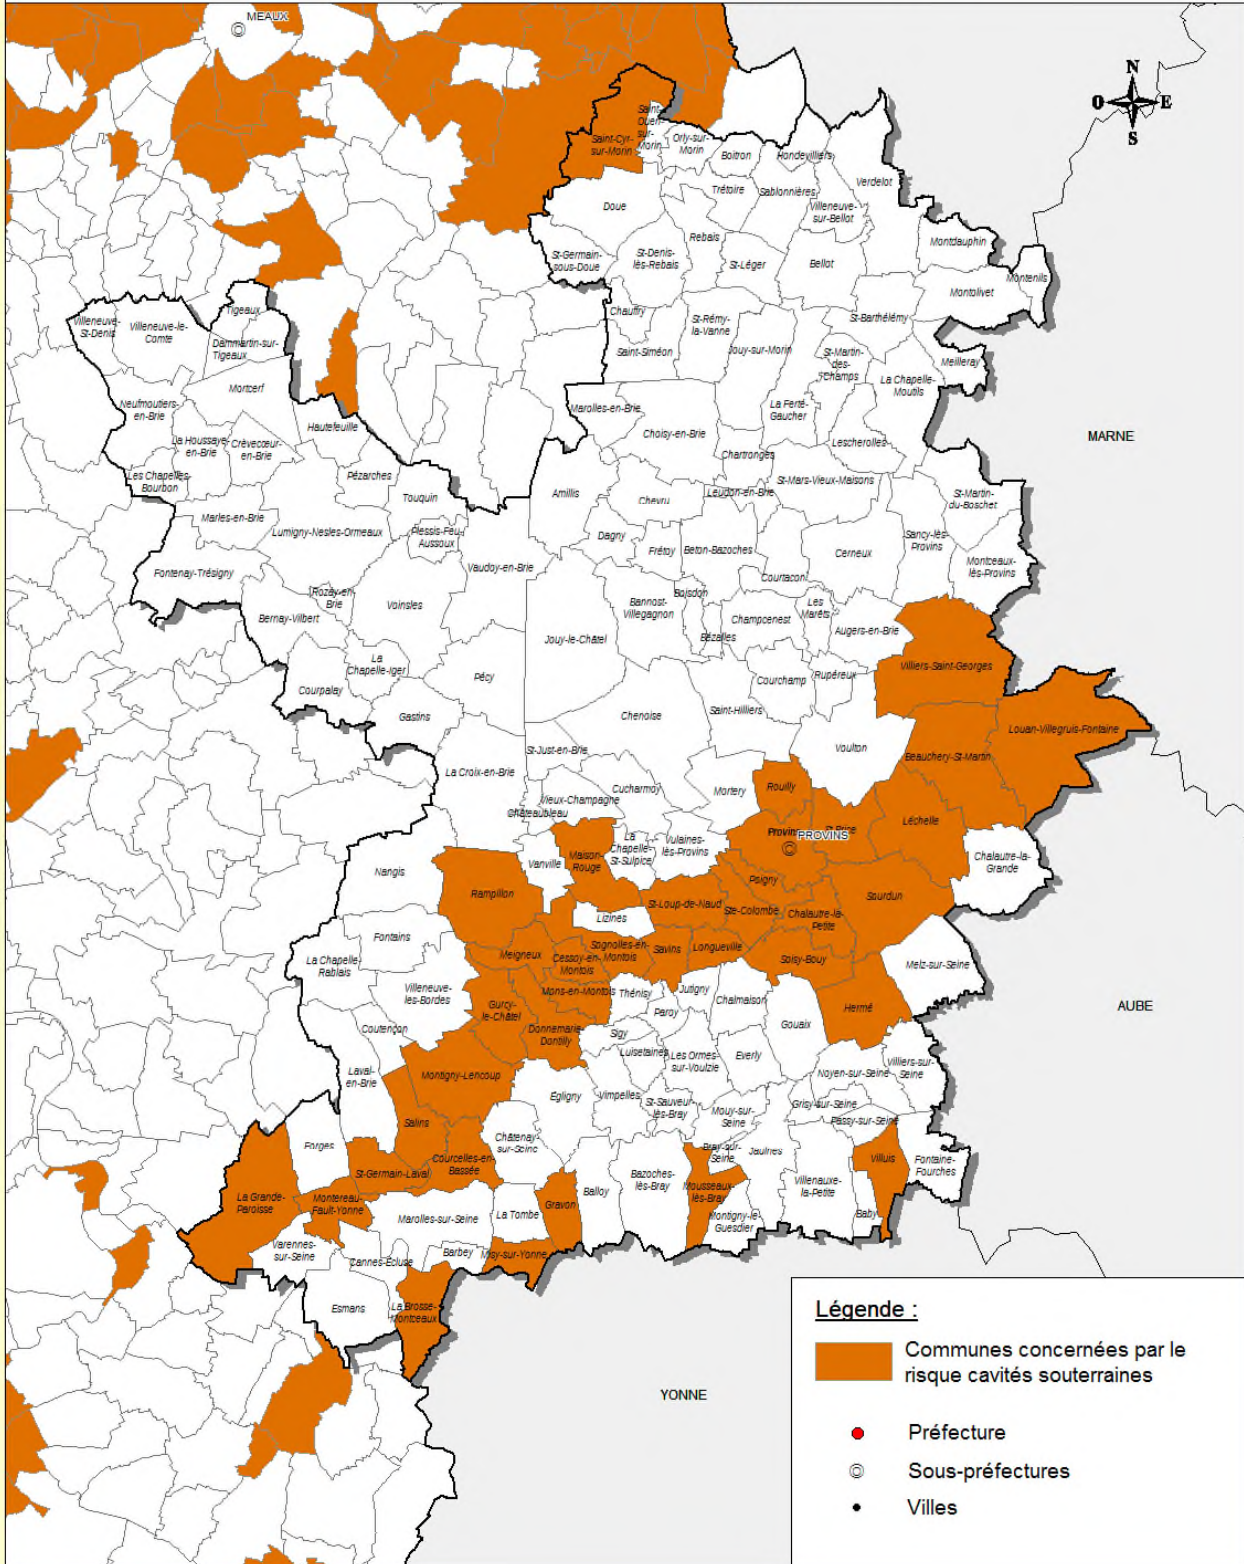 MEAUX
N
O
E
S
Saint-Cyr-
sur-Morin
Saint-
Ouen-
sur-
Morin
Orly-sur-
Morin
Boitron
Hondevilliers
Verdelot
Doue
Trétoire
Sablonnières
Villeneuve-
sur-Bellot
Rebais
Montdauphin
St-Germain-
sous-Doue
St-Denis-
lès-Rebais
St-Léger
Bellot
Montenils
Montolivet
Tigeaux
Villeneuve-
St-Denis
Villeneuve-le-
Comte
Chauffry
St-Rémy-
la-Vanne
St-Barthélémy
Dammartin-sur-
Tigeaux
Saint-Siméon
Jouy-sur-Morin
St-Martin-
des-
Champs
Meilleray
Mortcerf
La Chapelle-
Moutils
Neufmoutiers-
en-Brie
Marolles-en-Brie
La Ferté-
Gaucher
Hautefeuille
Choisy-en-Brie
La Houssaye-
en-Brie
Crèvecœur-
en-Brie
Lescherolles
MARNE
Chartronges
Les Chapelles-
Bourbon
Pézarches
Touquin
Amillis
Chevru
Leudon-en-Brie
St-Mars-Vieux-Maisons
St-Martin-
du-Boschet
Marles-en-Brie
Lumigny-Nesles-Ormeaux
Plessis-Feu-
Aussoux
Dagny
Frétoy
Beton-Bazoches
Cerneux
Sancy-lès-
Provins
Montceaux-
lès-Provins
Fontenay-Trésigny
Vaudoy-en-Brie
Courtacon
Rozay-en-
Brie
Voinsles
Boisdon
Bannost-
Villegagnon
Les
Marêts
Bernay-Vilbert
Jouy-le-Châtel
Bézalles
Champcenest
Augers-en-Brie
La
Chapelle-Iger
Pécy
Courchamp
Rupéreux
Villiers-Saint-Georges
Courpalay
Gastins
Chenoise
Saint-Hilliers
Louan-Villegruis-Fontaine
St-Just-en-Brie
Voulton
Beauchery-St-Martin
La Croix-en-Brie
Cucharmoy
Mortery
Rouilly
Vieux-Champagne
Châteaubleau
Léchelle
Provins
PROVINS
St-Brice
La
Chapelle-
St-Sulpice
Vulaines-
lès-Provins
Maison-
Rouge
Vanville
Chalautre-la-
Grande
Nangis
Rampillon
Poigny
Sourdun
St-Loup-de-Naud
Ste-Colombe
Chalautre-la-
Petite
Lizines
Fontains
Sognolles-en-
Montois
Savins
Longueville
Meigneux
Cessoy-en-
Montois
Soisy-Bouy
Melz-sur-Seine
La Chapelle-
Rablais
Villeneuve-
les-Bordes
Mons-en-Montois
Thénisy
Jutigny
Chalmaison
Hermé
AUBE
Gurcy-
le-Châtel
Paroy
Gouaix
Coutençon
Donnemarie-
Dontilly
Sigy
Luisetaines
Les Ormes-
sur-Voulzie
Everly
Villiers-sur-
Seine
Laval-
en-Brie
Montigny-Lencoup
Noyen-sur-Seine
Egligny
Vimpelles
St-Sauveur-
lès-Bray
Mouy-sur-
Seine
Grisy-sur-Seine
Passy-sur-Seine
Salins
Châtenay-
sur-Seine
Forges
Bray-sur-
Seine
Jaulnes
Villuis
Fontaine-
Fourches
St-Germain-Laval
Courcelles-en-
Bassée
Bazoches-
lès-Bray
Mousseaux-
lès-Bray
Villenauxe-
la-Petite
La Grande-
Paroisse
Montereau-
Fault-Yonne
Gravon
Balloy
La Tombe
Marolles-sur-Seine
Montigny-le-
Guesdier
Baby
Varennes-
sur-Seine
Barbey
Misy-sur-Yonne
Cannes-Écluse
Esmans
La Brosse-
Montceaux
YONNE
Légende :
Communes concernées par le
risque cavités souterraines
Préfecture
Sous-préfectures
Villes